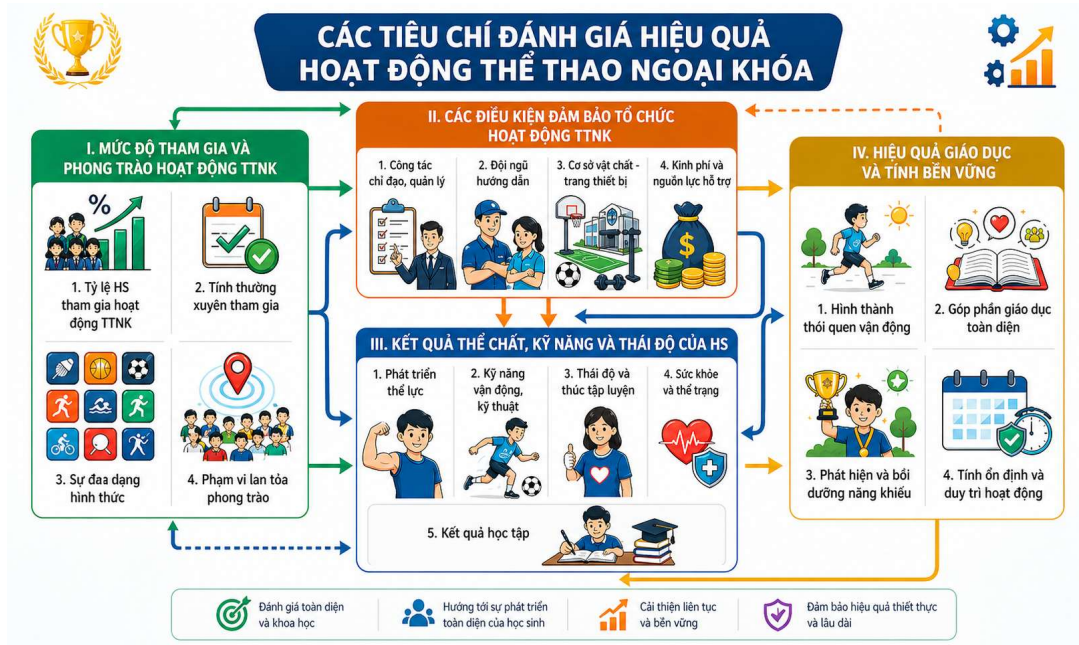 CÁC TIÊU CHÍ ĐÁNH GIÁ HIỆU QUẢ
HOẠT ĐỘNG THỂ THAO NGOẠI KHÓA
I. MỨC ĐỘ THAM GIA VÀ
PHONG TRÀO HOẠT ĐỘNG TTNK
%
1. Tỷ lệ HS
tham gia hoạt
động TTNK
2. Tính thường
xuyên tham gia
3. Sự đaa dạng
hình thức
4. Phạm vi lan tỏa
phong trào
II. CÁC ĐIỀU KIỆN ĐẢM BẢO TỔ CHỨC
HOẠT ĐỘNG TTNK
1. Công tác
chỉ đạo, quản lý
2. Đội ngũ
hướng dẫn
3. Cơ sở vật chất -
trang thiết bị
4. Kinh phí và
nguồn lực hỗ trợ
$
III. KẾT QUẢ THỂ CHẤT, KỸ NĂNG VÀ THÁI ĐỘ CỦA HS
1. Phát triển
thể lực
2. Kỹ năng
vận động,
kỹ thuật
3. Thái độ và
thúc tập luyện
4. Sức khỏe
và thể trạng
5. Kết quả học tập
IV. HIỆU QUẢ GIÁO DỤC
VÀ TÍNH BỀN VỮNG
1. Hình thành
thói quen vận động
2. Góp phần giáo dục
toàn diện
3. Phát hiện và bồi
dưỡng năng khiếu
4. Tính ổn định và
duy trì hoạt động
Đánh giá toàn diện
và khoa học
Hướng tới sự phát triển
toàn diện của học sinh
Cải thiện liên tục
và bền vững
Đảm bảo hiệu quả thiết thực
và lâu dài